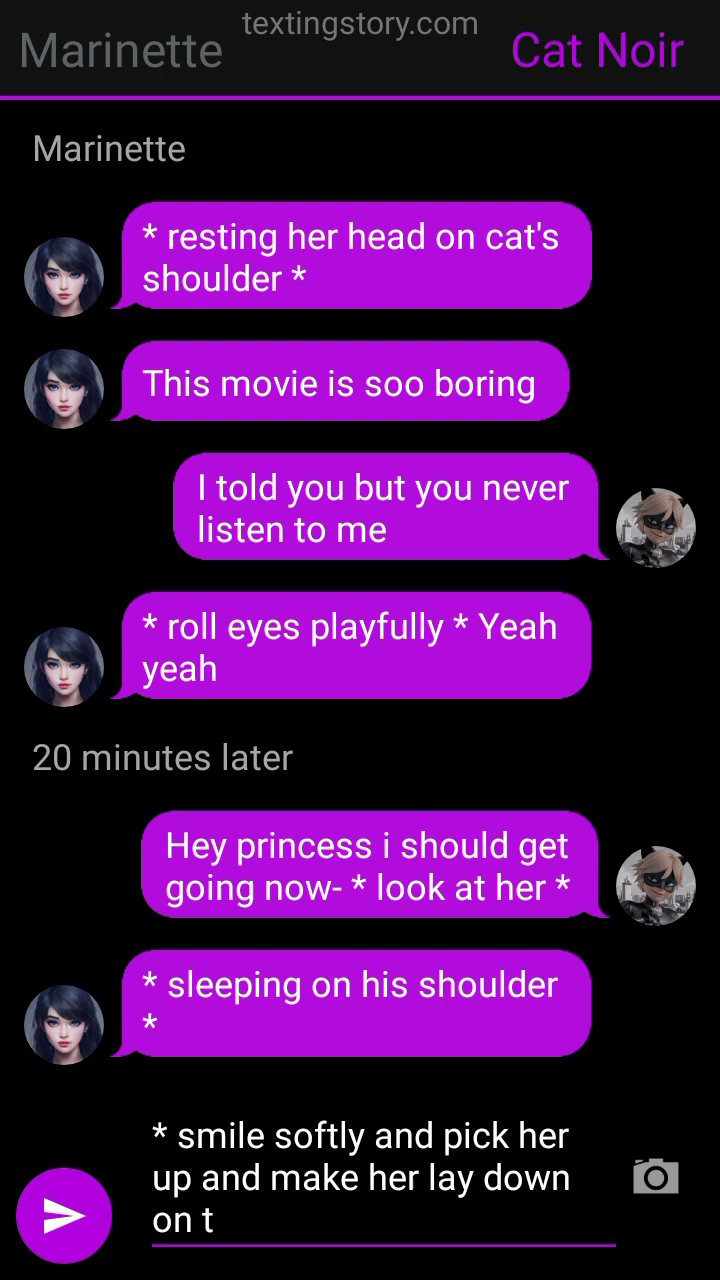 textingstory.com
Marinette
Cat Noir
Marinette
* resting her head on cat's
shoulder *
This movie is soo boring
I told you but you never
listen to me
* roll eyes playfully * Yeah
yeah
20 minutes later
Hey princess i should get
going now- * look at her *
* sleeping on his shoulder
*
* smile softly and pick her
up and make her lay down
on t